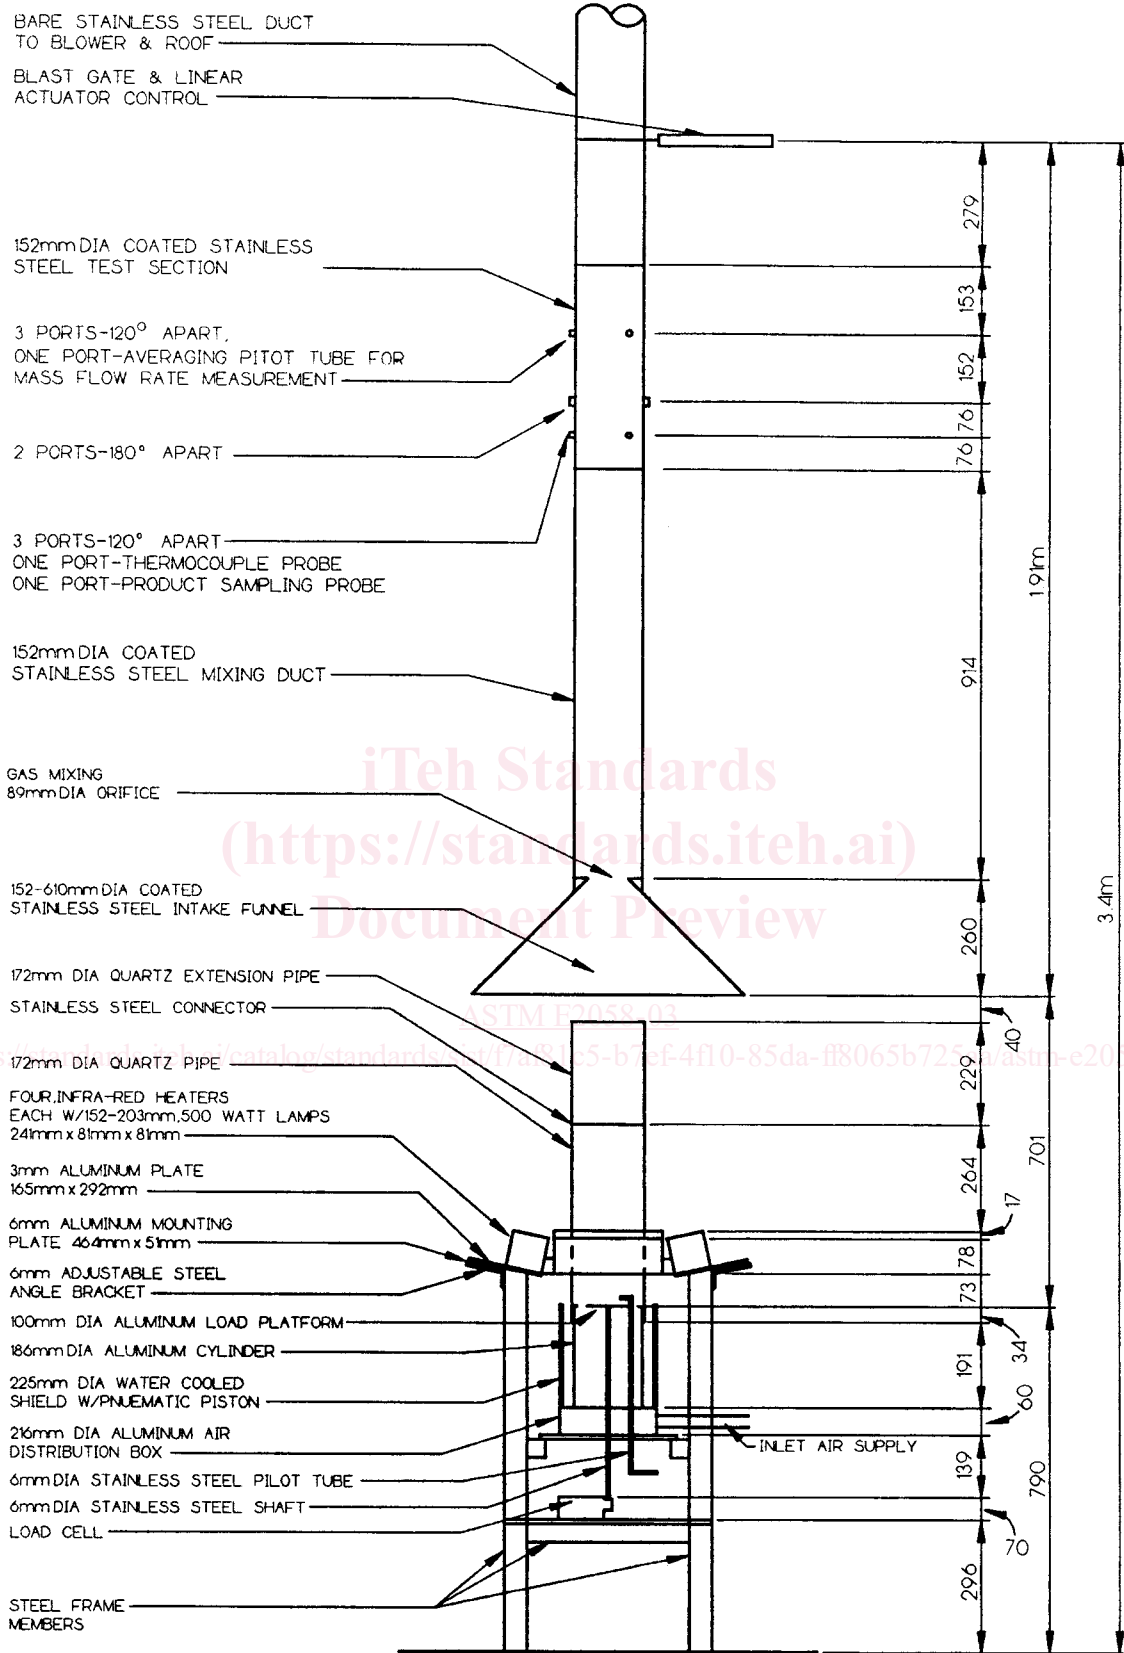 BARE STAINLESS STEEL DUCT
TO BLOWER & ROOF
BLAST GATE & LINEAR
ACTUATOR CONTROL
152mm DIA COATED STAINLESS
STEEL TEST SECTION
3 PORTS-120° APART,
ONE PORT-AVERAGING PITOT TUBE FOR
MASS FLOW RATE MEASUREMENT
2 PORTS-180° APART
3 PORTS-120° APART
ONE PORT-THERMOCOUPLE PROBE
ONE PORT-PRODUCT SAMPLING PROBE
152mm DIA COATED
STAINLESS STEEL MIXING DUCT
GAS MIXING
89mm DIA ORIFICE
152-610mm DIA COATED
STAINLESS STEEL INTAKE FUNNEL
172mm DIA QUARTZ EXTENSION PIPE
STAINLESS STEEL CONNECTOR
172mm DIA QUARTZ PIPE
FOUR,INFRA-RED HEATERS
EACH W/152-203mm,500 WATT LAMPS
241mm x 81mm x 81mm
3mm ALUMINUM PLATE
165mm x 292mm
6mm ALUMINUM MOUNTING
PLATE 464mm x 51mm
6mm ADJUSTABLE STEEL
ANGLE BRACKET
100mm DIA ALUMINUM LOAD PLATFORM
186mm DIA ALUMINUM CYLINDER
225mm DIA WATER COOLED
SHIELD W/PNUEMATIC PISTON
216mm DIA ALUMINUM AIR
DISTRIBUTION BOX
6mm DIA STAINLESS STEEL PILOT TUBE
6mm DIA STAINLESS STEEL SHAFT
LOAD CELL
STEEL FRAME
MEMBERS
INLET AIR SUPPLY
279
153
152
76
76
914
260
40
229
264
17
78
73
34
191
60
139
70
296
1.91m
701
790
3.4m
iTeh Standards
(https://standards.iteh.ai)
Document Preview